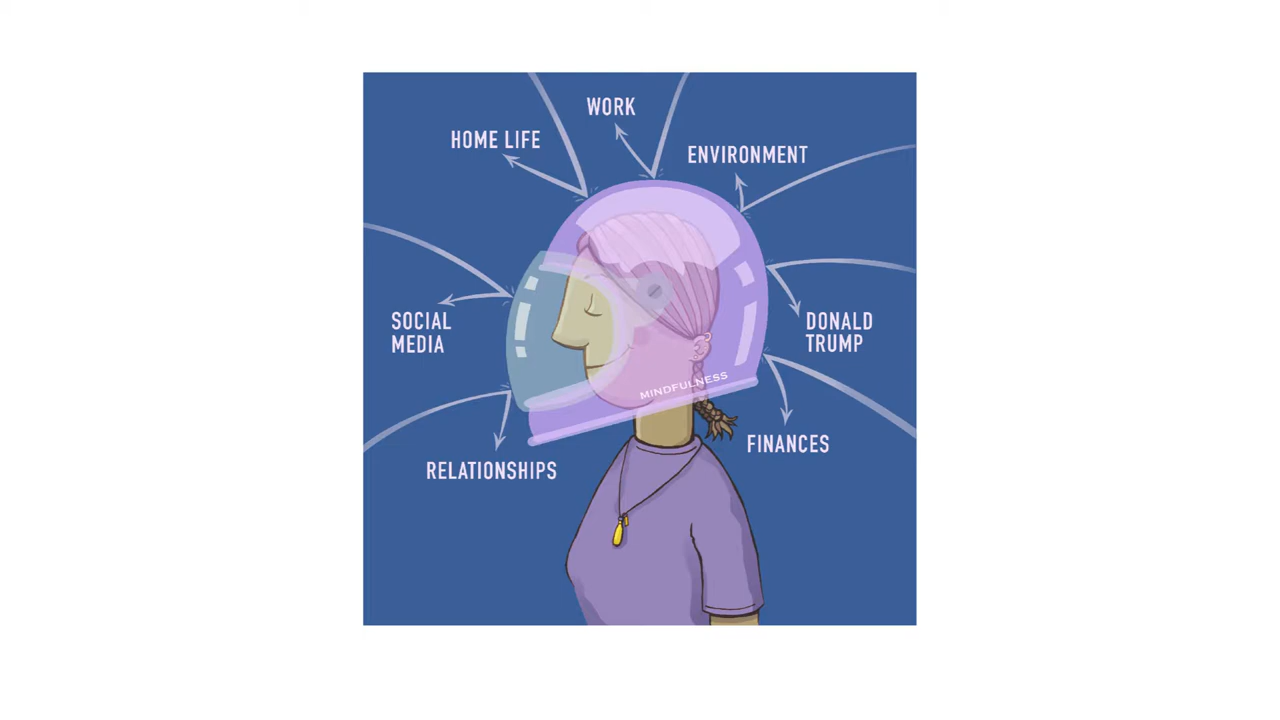 WORK
HOME LIFE
ENVIRONMENT
SOCIAL
MEDIA
DONALD
TRUMP
MINDFULNESS
FINANCES
RELATIONSHIPS